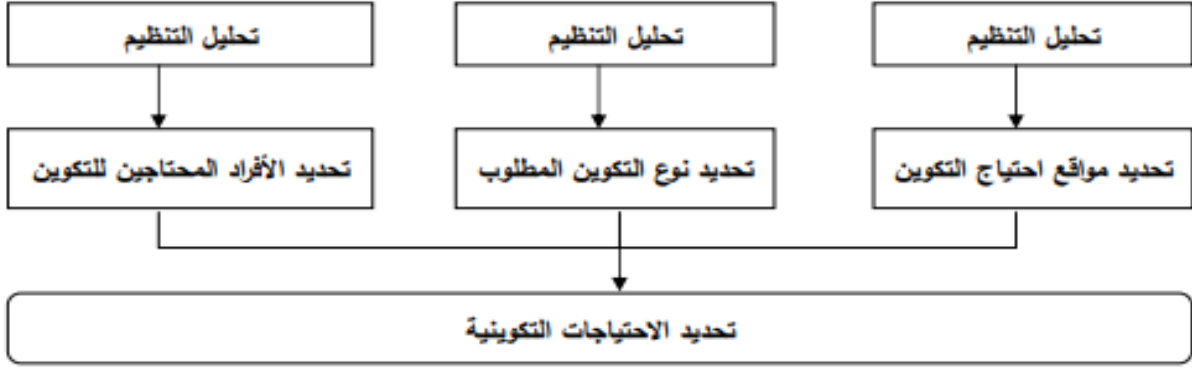 تحليل التنظيم
تحليل التنظيم
تحليل التنظيم
تحديد مواقع احتياج التكوين
تحديد نوع التكوين المطلوب
تحديد الأفراد المحتاجين للتكوين
تحديد الاحتياجات التكوينية